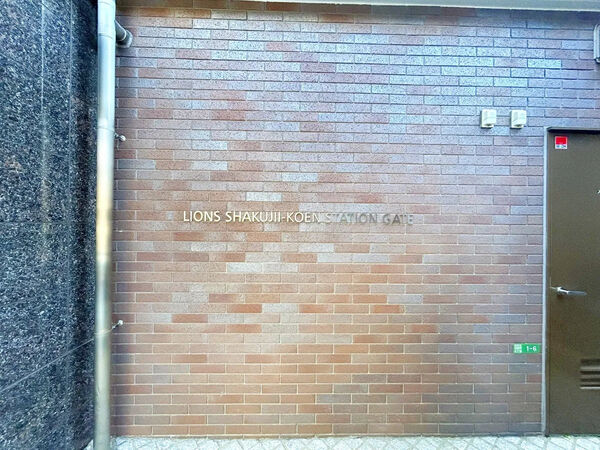 LIONS SHAKUJII-KOEN STATION GATE
1-6